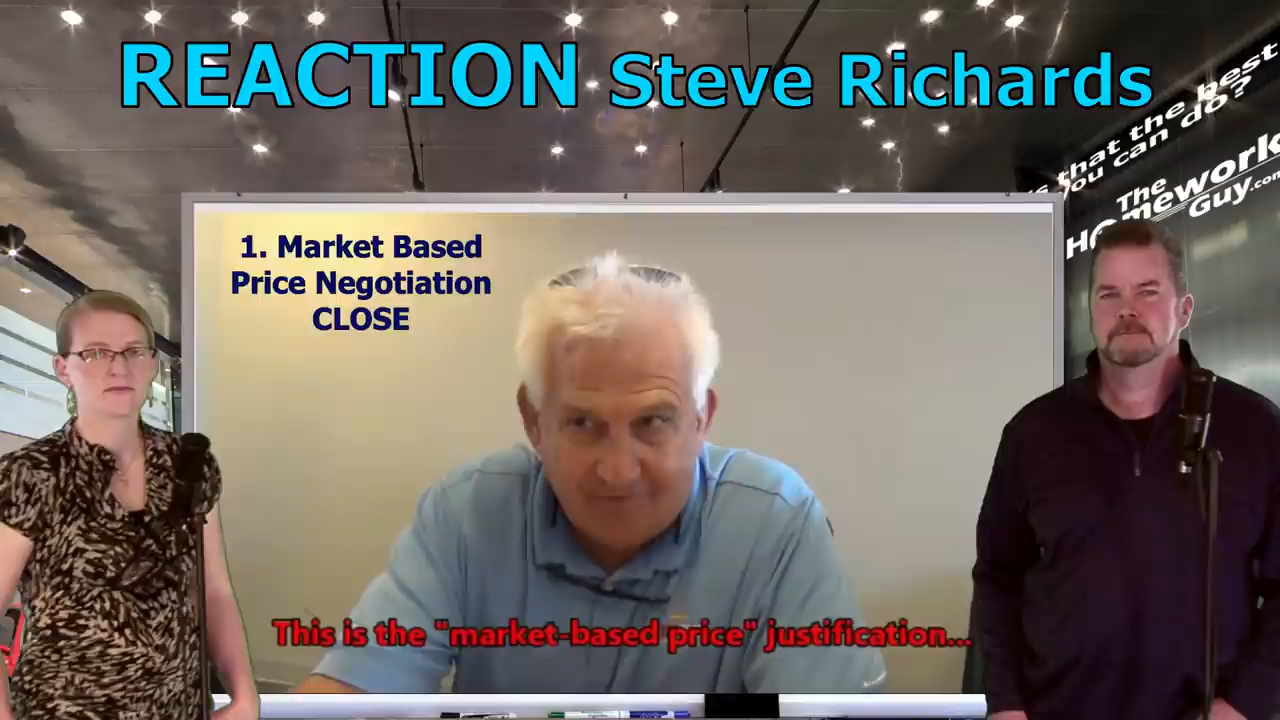 REACTION Steve Richards
's that the best
you can do?
The
Homework
Guy.com
1. Market Based
Price Negotiation
CLOSE
This is the "market-based price" justification...